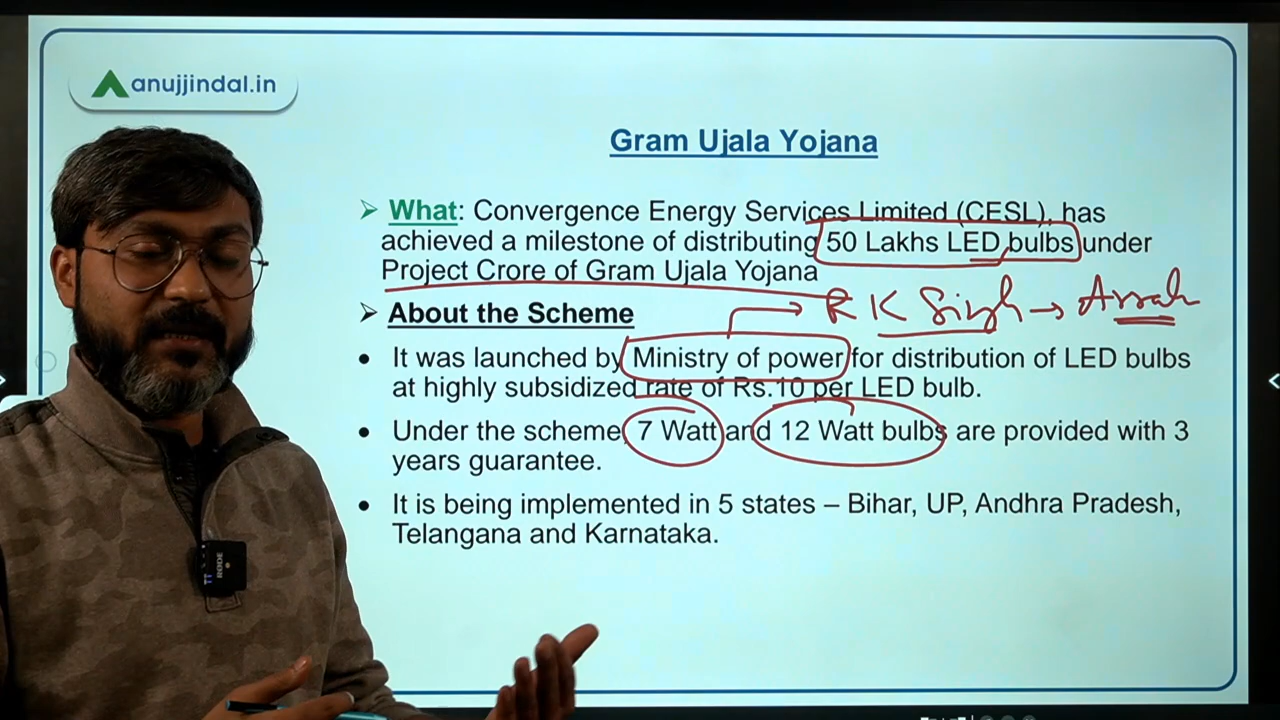 anujjindal.in
Gram Ujala Yojana
➢ What: Convergence Energy Services Limited (CESL), has
achieved a milestone of distributing 50 Lakhs LED bulbs under
Project Crore of Gram Ujala Yojana
R K Singh → Arrah
➢ About the Scheme
• It was launched by Ministry of power for distribution of LED bulbs
at highly subsidized rate of Rs.10 per LED bulb.
• Under the scheme, 7 Watt and 12 Watt bulbs are provided with 3
years guarantee.
• It is being implemented in 5 states – Bihar, UP, Andhra Pradesh,
Telangana and Karnataka.
RODE